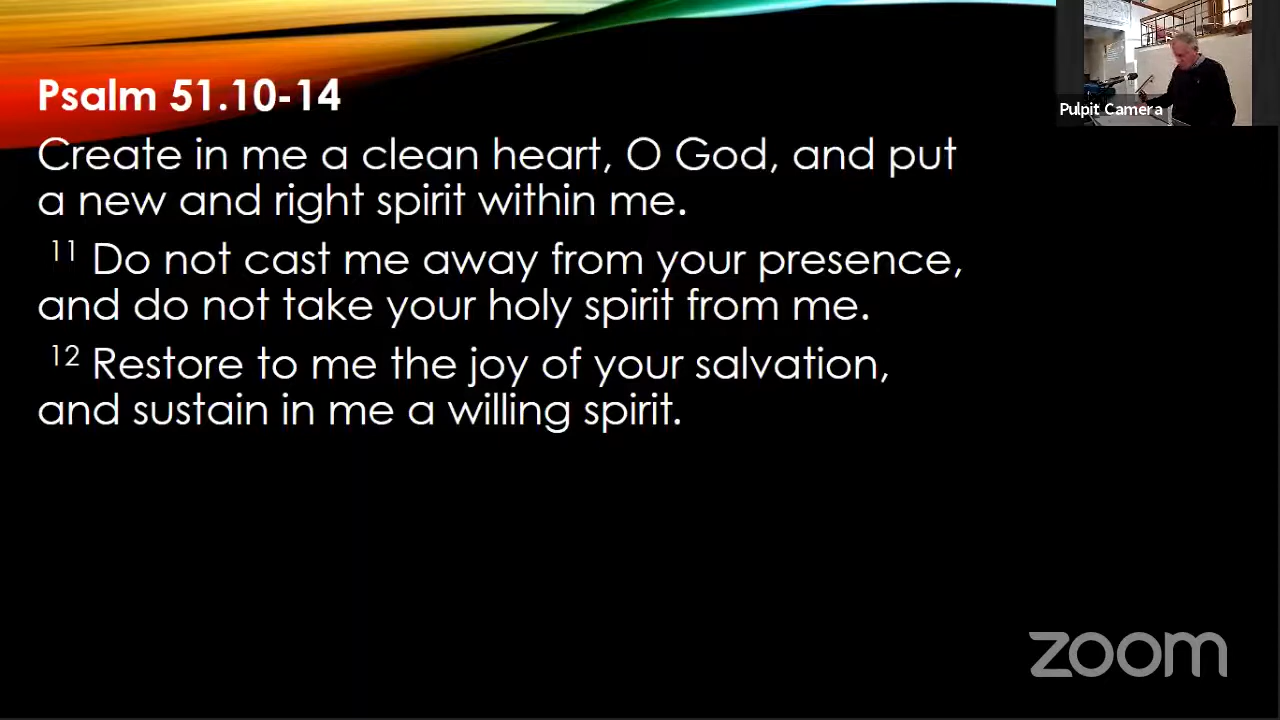 Psalm 51.10-14
Create in me a clean heart, O God, and put
a new and right spirit within me.
11 Do not cast me away from your presence,
and do not take your holy spirit from me.
12 Restore to me the joy of your salvation,
and sustain in me a willing spirit.
Pulpit Camera
zoom